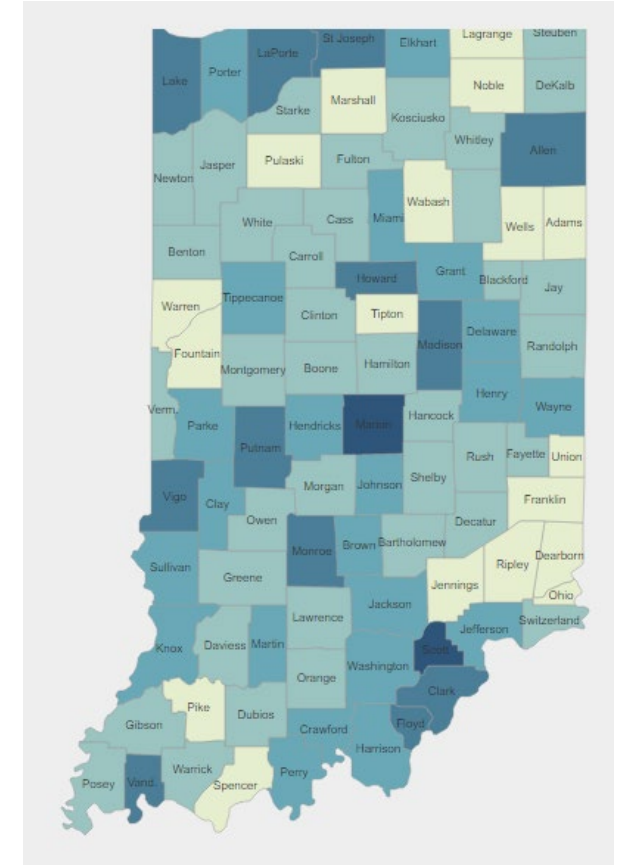 Lagrange
Steuben
St Joseph
Elkhart
LaPorte
Porter
Lake
Noble
DeKalb
Marshall
Starke
Kosciusko
Whitley
Allen
Fulton
Pulaski
Jasper
Newton
Wabash
Miami
Cass
White
Wells
Adams
Benton
Carroll
Howard
Grant
Blackford
Jay
Tippecanoe
Warren
Clinton
Tipton
Madison
Delaware
Randolph
Fountain
Montgomery
Boone
Hamilton
Henry
Wayne
Verm.
Parke
Hendricks
Marion
Hancock
Putnam
Rush
Fayette
Union
Vigo
Clay
Morgan
Johnson
Shelby
Franklin
Owen
Decatur
Monroe
Brown
Bartholomew
Dearborn
Ripley
Sullivan
Greene
Jennings
Ohio
Jackson
Lawrence
Switzerland
Jefferson
Knox
Daviess
Martin
Scott
Washington
Orange
Clark
Pike
Dubios
Gibson
Crawford
Floyd
Harrison
Warrick
Perry
Posey
Vand.
Spencer